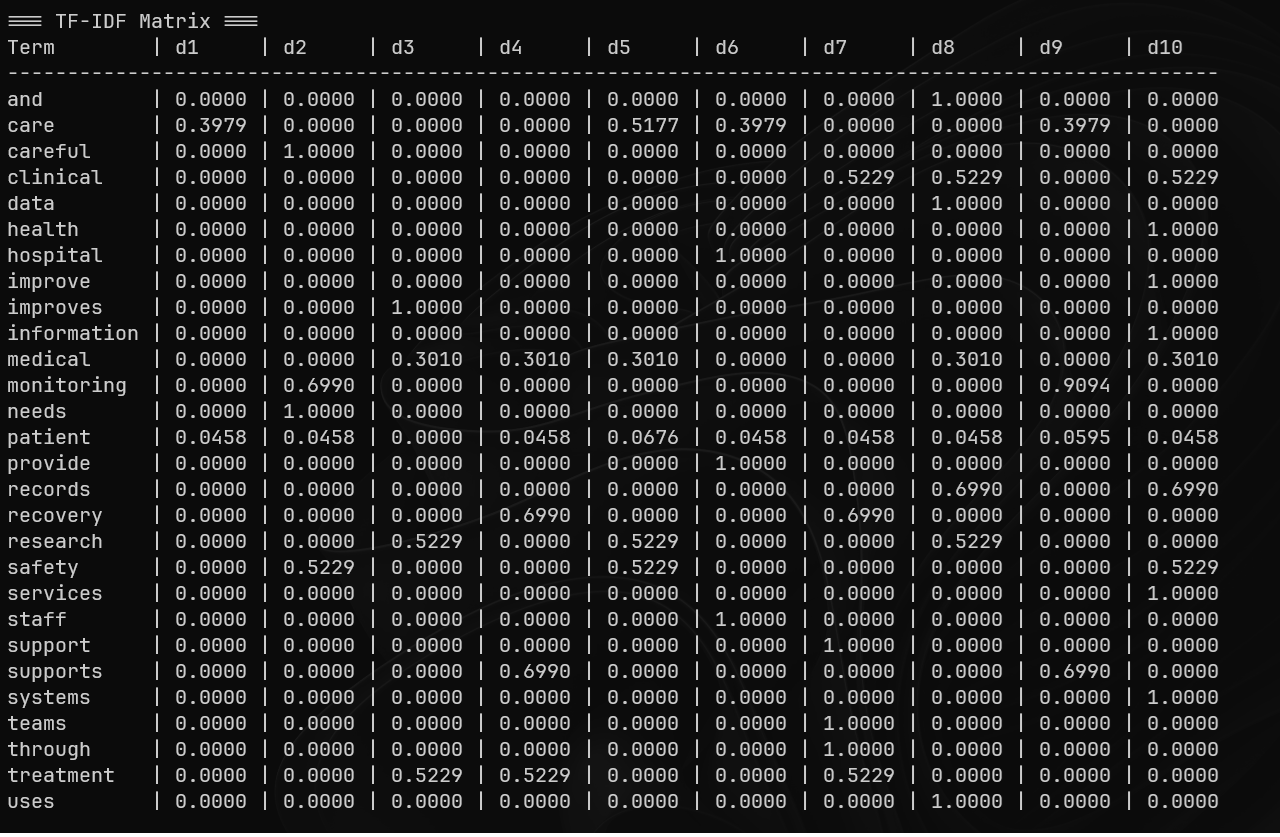 === TF-IDF Matrix ===
Term        | d1     | d2     | d3     | d4     | d5     | d6     | d7     | d8     | d9     | d10
-----------------------------------------------------------------------------------------------------
and         | 0.0000 | 0.0000 | 0.0000 | 0.0000 | 0.0000 | 0.0000 | 0.0000 | 1.0000 | 0.0000 | 0.0000
care        | 0.3979 | 0.0000 | 0.0000 | 0.0000 | 0.5177 | 0.3979 | 0.0000 | 0.0000 | 0.3979 | 0.0000
careful     | 0.0000 | 1.0000 | 0.0000 | 0.0000 | 0.0000 | 0.0000 | 0.0000 | 0.0000 | 0.0000 | 0.0000
clinical    | 0.0000 | 0.0000 | 0.0000 | 0.0000 | 0.0000 | 0.0000 | 0.5229 | 0.5229 | 0.0000 | 0.5229
data        | 0.0000 | 0.0000 | 0.0000 | 0.0000 | 0.0000 | 0.0000 | 0.0000 | 1.0000 | 0.0000 | 0.0000
health      | 0.0000 | 0.0000 | 0.0000 | 0.0000 | 0.0000 | 0.0000 | 0.0000 | 0.0000 | 0.0000 | 1.0000
hospital    | 0.0000 | 0.0000 | 0.0000 | 0.0000 | 0.0000 | 1.0000 | 0.0000 | 0.0000 | 0.0000 | 0.0000
improve     | 0.0000 | 0.0000 | 0.0000 | 0.0000 | 0.0000 | 0.0000 | 0.0000 | 0.0000 | 0.0000 | 1.0000
improves    | 0.0000 | 0.0000 | 1.0000 | 0.0000 | 0.0000 | 0.0000 | 0.0000 | 0.0000 | 0.0000 | 0.0000
information | 0.0000 | 0.0000 | 0.0000 | 0.0000 | 0.0000 | 0.0000 | 0.0000 | 0.0000 | 0.0000 | 1.0000
medical     | 0.0000 | 0.0000 | 0.3010 | 0.3010 | 0.3010 | 0.0000 | 0.0000 | 0.3010 | 0.0000 | 0.3010
monitoring  | 0.0000 | 0.6990 | 0.0000 | 0.0000 | 0.0000 | 0.0000 | 0.0000 | 0.0000 | 0.9094 | 0.0000
needs       | 0.0000 | 1.0000 | 0.0000 | 0.0000 | 0.0000 | 0.0000 | 0.0000 | 0.0000 | 0.0000 | 0.0000
patient     | 0.0458 | 0.0458 | 0.0000 | 0.0458 | 0.0676 | 0.0458 | 0.0458 | 0.0458 | 0.0595 | 0.0458
provide     | 0.0000 | 0.0000 | 0.0000 | 0.0000 | 0.0000 | 1.0000 | 0.0000 | 0.0000 | 0.0000 | 0.0000
records     | 0.0000 | 0.0000 | 0.0000 | 0.0000 | 0.0000 | 0.0000 | 0.0000 | 0.6990 | 0.0000 | 0.6990
recovery    | 0.0000 | 0.0000 | 0.0000 | 0.6990 | 0.0000 | 0.0000 | 0.6990 | 0.0000 | 0.0000 | 0.0000
research    | 0.0000 | 0.0000 | 0.5229 | 0.0000 | 0.5229 | 0.0000 | 0.0000 | 0.5229 | 0.0000 | 0.0000
safety      | 0.0000 | 0.5229 | 0.0000 | 0.0000 | 0.5229 | 0.0000 | 0.0000 | 0.0000 | 0.0000 | 0.5229
services    | 0.0000 | 0.0000 | 0.0000 | 0.0000 | 0.0000 | 0.0000 | 0.0000 | 0.0000 | 0.0000 | 1.0000
staff       | 0.0000 | 0.0000 | 0.0000 | 0.0000 | 0.0000 | 1.0000 | 0.0000 | 0.0000 | 0.0000 | 0.0000
support     | 0.0000 | 0.0000 | 0.0000 | 0.0000 | 0.0000 | 0.0000 | 1.0000 | 0.0000 | 0.0000 | 0.0000
supports    | 0.0000 | 0.0000 | 0.0000 | 0.6990 | 0.0000 | 0.0000 | 0.0000 | 0.0000 | 0.6990 | 0.0000
systems     | 0.0000 | 0.0000 | 0.0000 | 0.0000 | 0.0000 | 0.0000 | 0.0000 | 0.0000 | 0.0000 | 1.0000
teams       | 0.0000 | 0.0000 | 0.0000 | 0.0000 | 0.0000 | 0.0000 | 1.0000 | 0.0000 | 0.0000 | 0.0000
through     | 0.0000 | 0.0000 | 0.0000 | 0.0000 | 0.0000 | 0.0000 | 1.0000 | 0.0000 | 0.0000 | 0.0000
treatment   | 0.0000 | 0.0000 | 0.5229 | 0.5229 | 0.0000 | 0.0000 | 0.5229 | 0.0000 | 0.0000 | 0.0000
uses        | 0.0000 | 0.0000 | 0.0000 | 0.0000 | 0.0000 | 0.0000 | 0.0000 | 1.0000 | 0.0000 | 0.0000